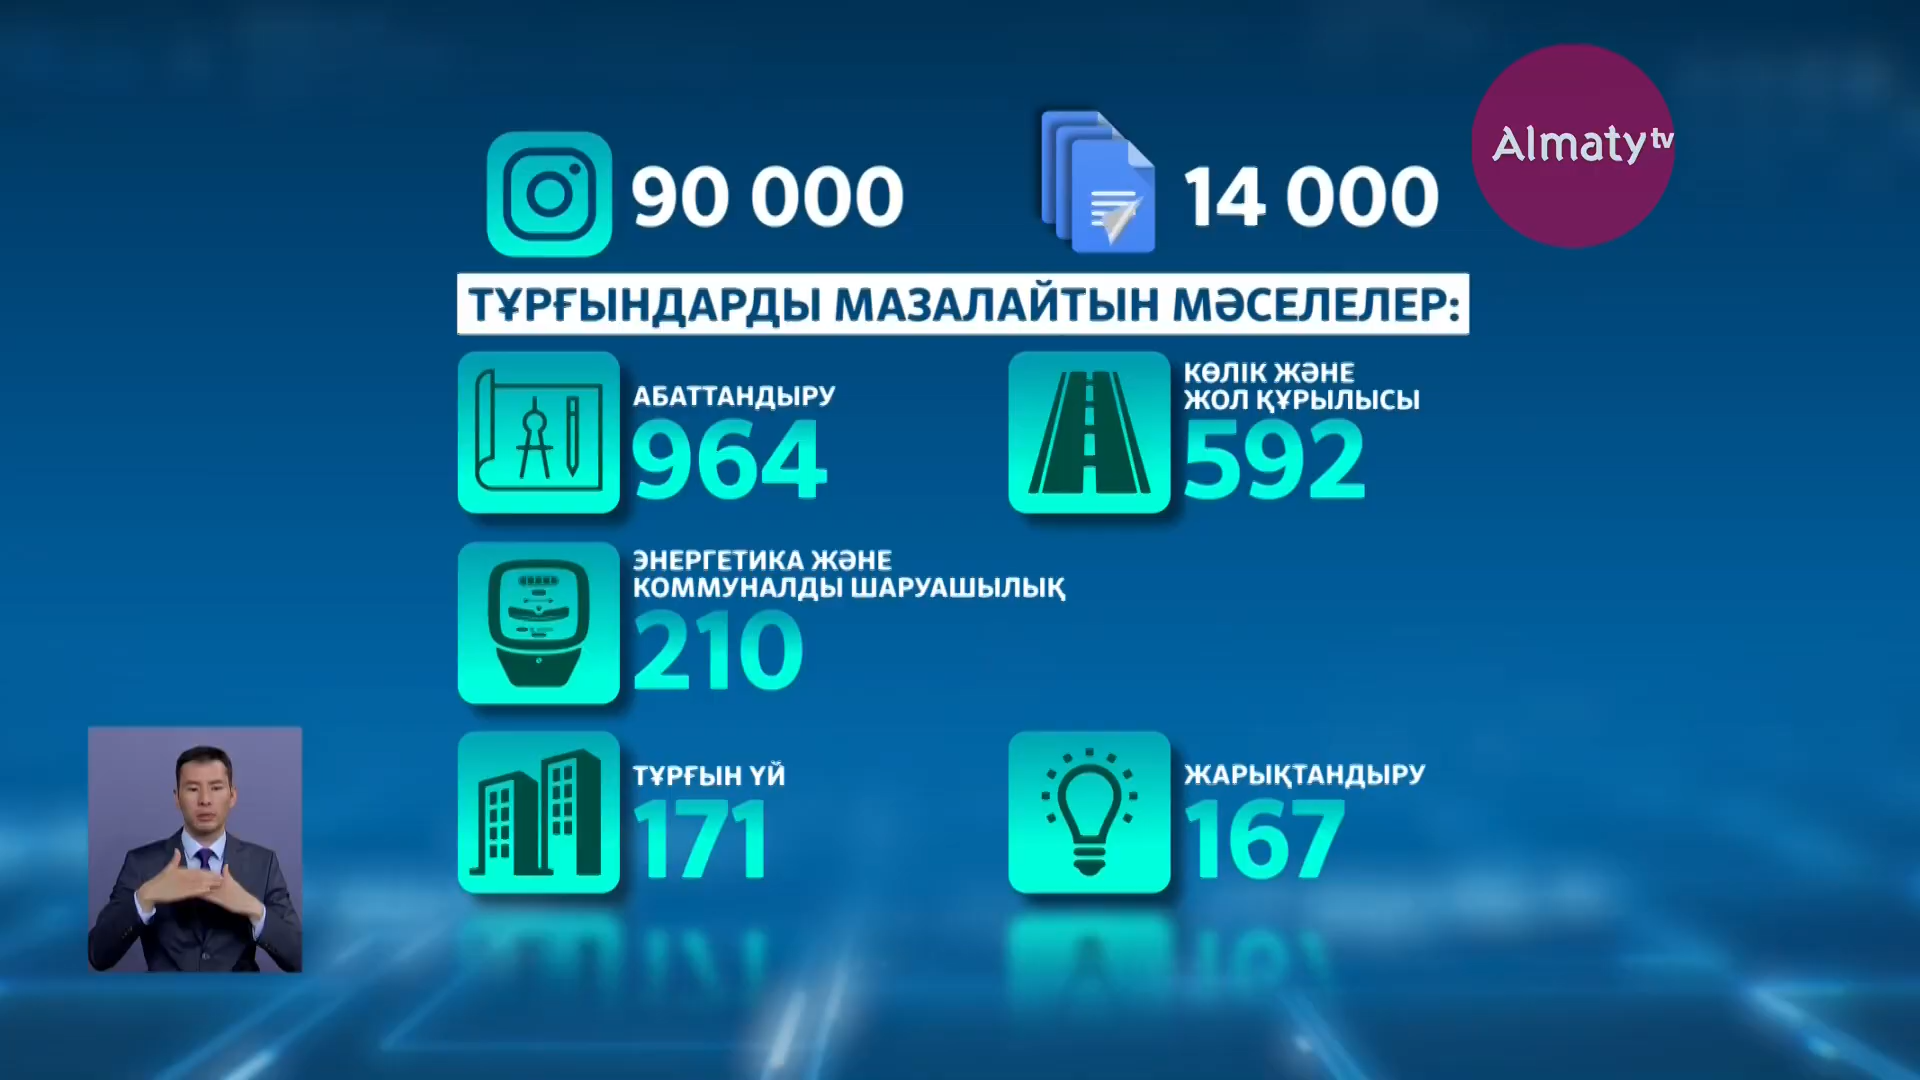 90 000
14 000
Almaty tv
ТҰРҒЫНДАРДЫ МАЗАЛАЙТЫН МӘСЕЛЕЛЕР:
АБАТТАНДЫРУ
964
КӨЛІК ЖӘНЕ
ЖОЛ ҚҰРЫЛЫСЫ
592
ЭНЕРГЕТИКА ЖӘНЕ
КОММУНАЛДЫ ШАРУАШЫЛЫҚ
210
ТҰРҒЫН ҮЙ
171
ЖАРЫҚТАНДЫРУ
167